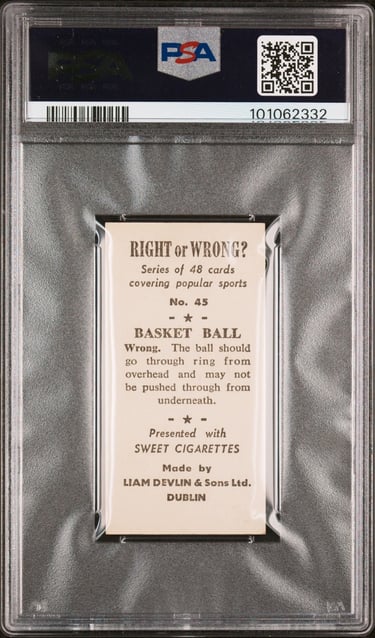 PSA
101062332
RIGHT or WRONG?
Series of 48 cards
covering popular sports
No. 45
- ★ -
BASKET BALL
Wrong. The ball should
go through ring from
overhead and may not
be pushed through from
underneath.
- ★ -
Presented with
SWEET CIGARETTES
Made by
LIAM DEVLIN & Sons Ltd.
DUBLIN